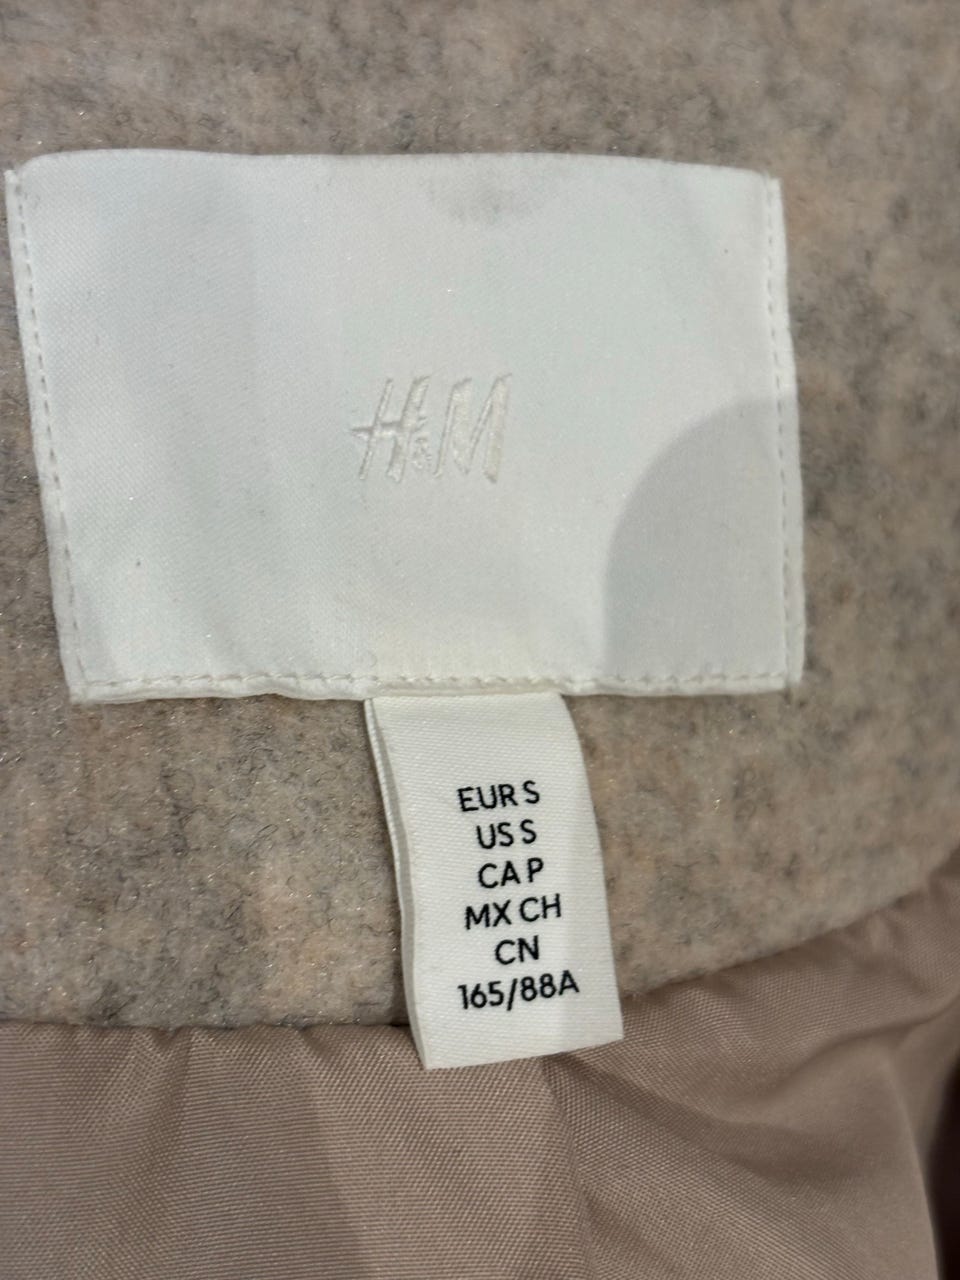 H&M
EUR S
US S
CA P
MX CH
CN
165/88A